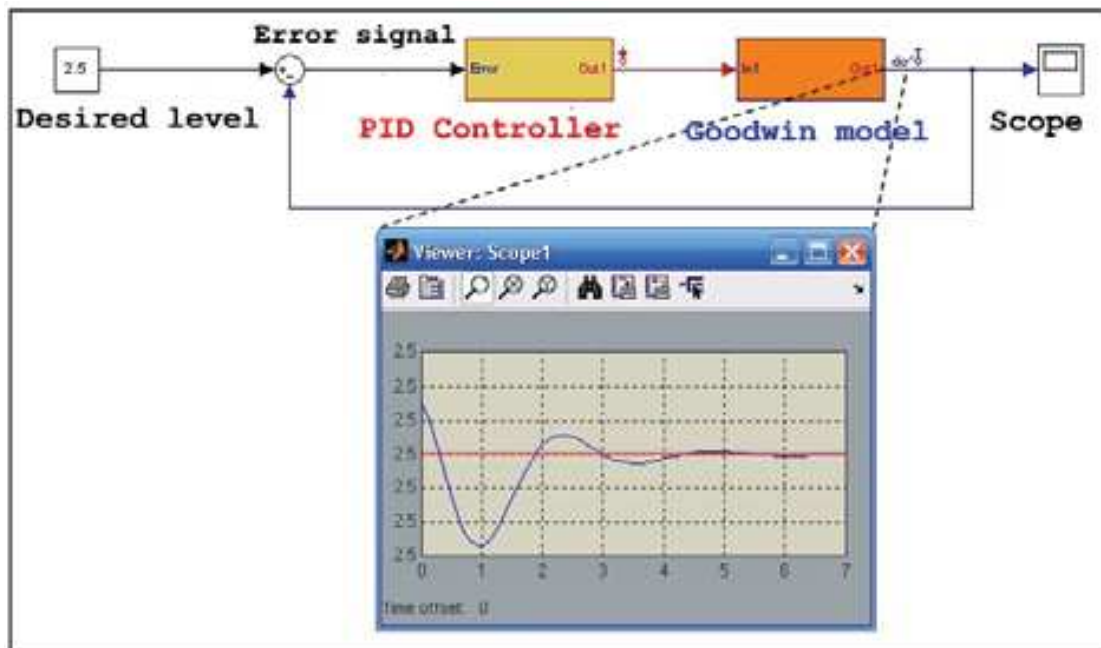 Error signal
2.5
Error
Out1
In1
Out1
Desired level
PID Controller
Goodwin model
Scope
Viewer: Scope1
2.5
2.5
2.5
2.5
2.5
2.5
2.5
0 1 2 3 4 5 6 7
Time offset: 0